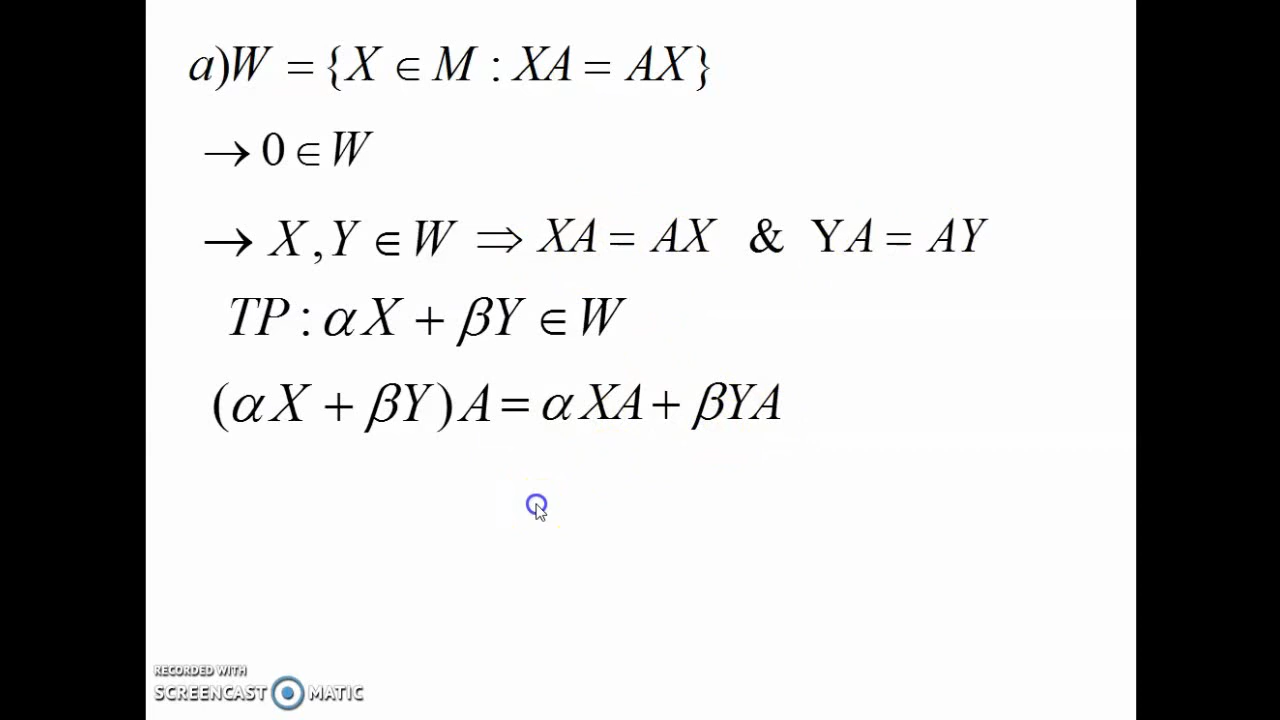 a)W = {X ∈ M : XA = AX}
→ 0 ∈ W
→ X, Y ∈ W ⇒ XA = AX & YA = AY
TP : αX + βY ∈ W
(αX + βY)A = αXA + βYA
RECORDED WITH
SCREENCAST MATIC